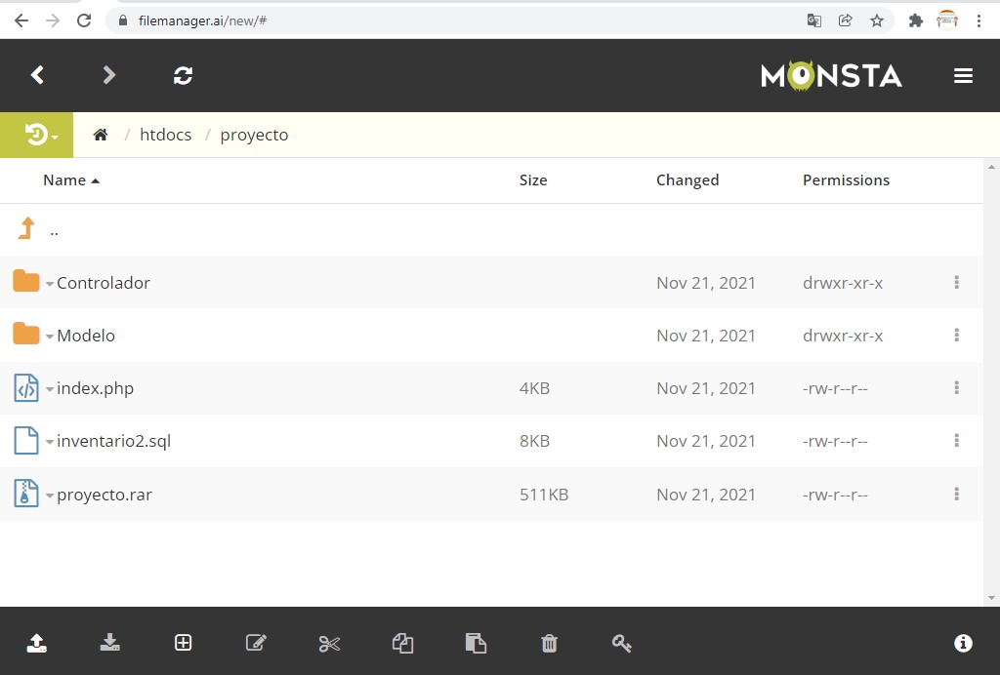 filemanager.ai/new/#
MONSTA
/ htdocs / proyecto
Name Size Changed Permissions
..
Controlador Nov 21, 2021 drwxr-xr-x
Modelo Nov 21, 2021 drwxr-xr-x
index.php 4KB Nov 21, 2021 -rw-r--r--
inventario2.sql 8KB Nov 21, 2021 -rw-r--r--
proyecto.rar 511KB Nov 21, 2021 -rw-r--r--